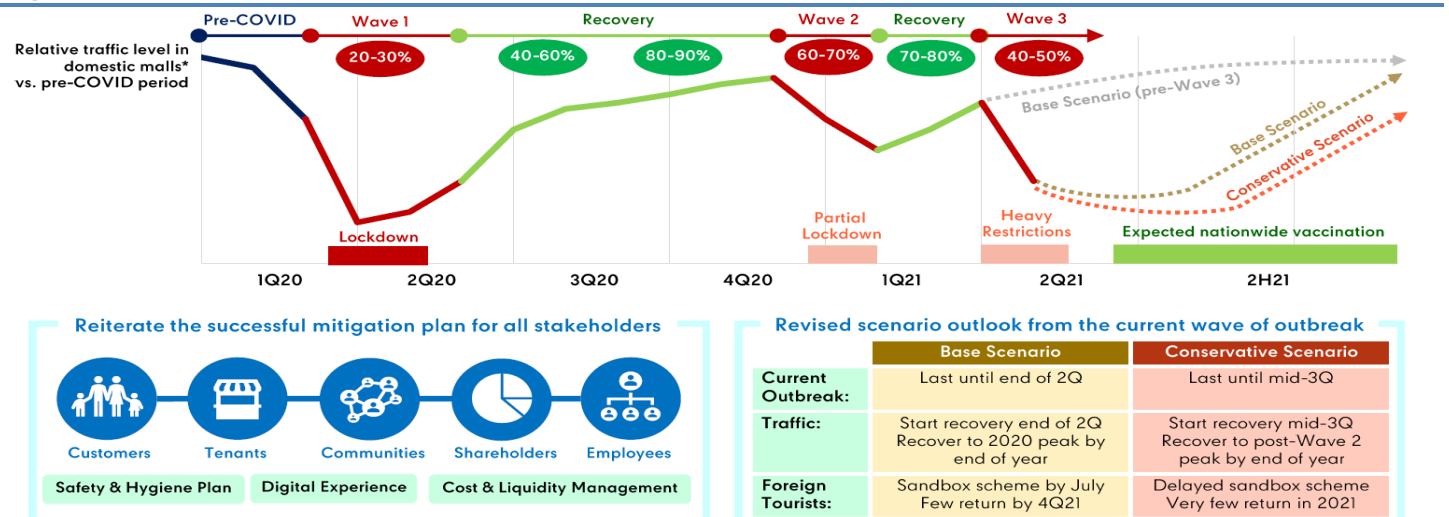 Pre-COVID
Wave 1
Recovery
Wave 2
Recovery
Wave 3
Relative traffic level in
domestic malls*
vs. pre-COVID period
20-30%
40-60%
80-90%
60-70%
70-80%
40-50%
Base Scenario (pre-Wave 3)
Base Scenario
Conservative Scenario
Lockdown
Partial
Lockdown
Heavy
Restrictions
Expected nationwide vaccination
1Q20
2Q20
3Q20
4Q20
1Q21
2Q21
2H21
Reiterate the successful mitigation plan for all stakeholders
Customers
Tenants
Communities
Shareholders
Employees
Safety & Hygiene Plan
Digital Experience
Cost & Liquidity Management
Revised scenario outlook from the current wave of outbreak
Base Scenario
Conservative Scenario
Current
Outbreak:
Last until end of 2Q
Last until mid-3Q
Traffic:
Start recovery end of 2Q
Recover to 2020 peak by
end of year
Start recovery mid-3Q
Recover to post-Wave 2
peak by end of year
Foreign
Tourists:
Sandbox scheme by July
Few return by 4Q21
Delayed sandbox scheme
Very few return in 2021